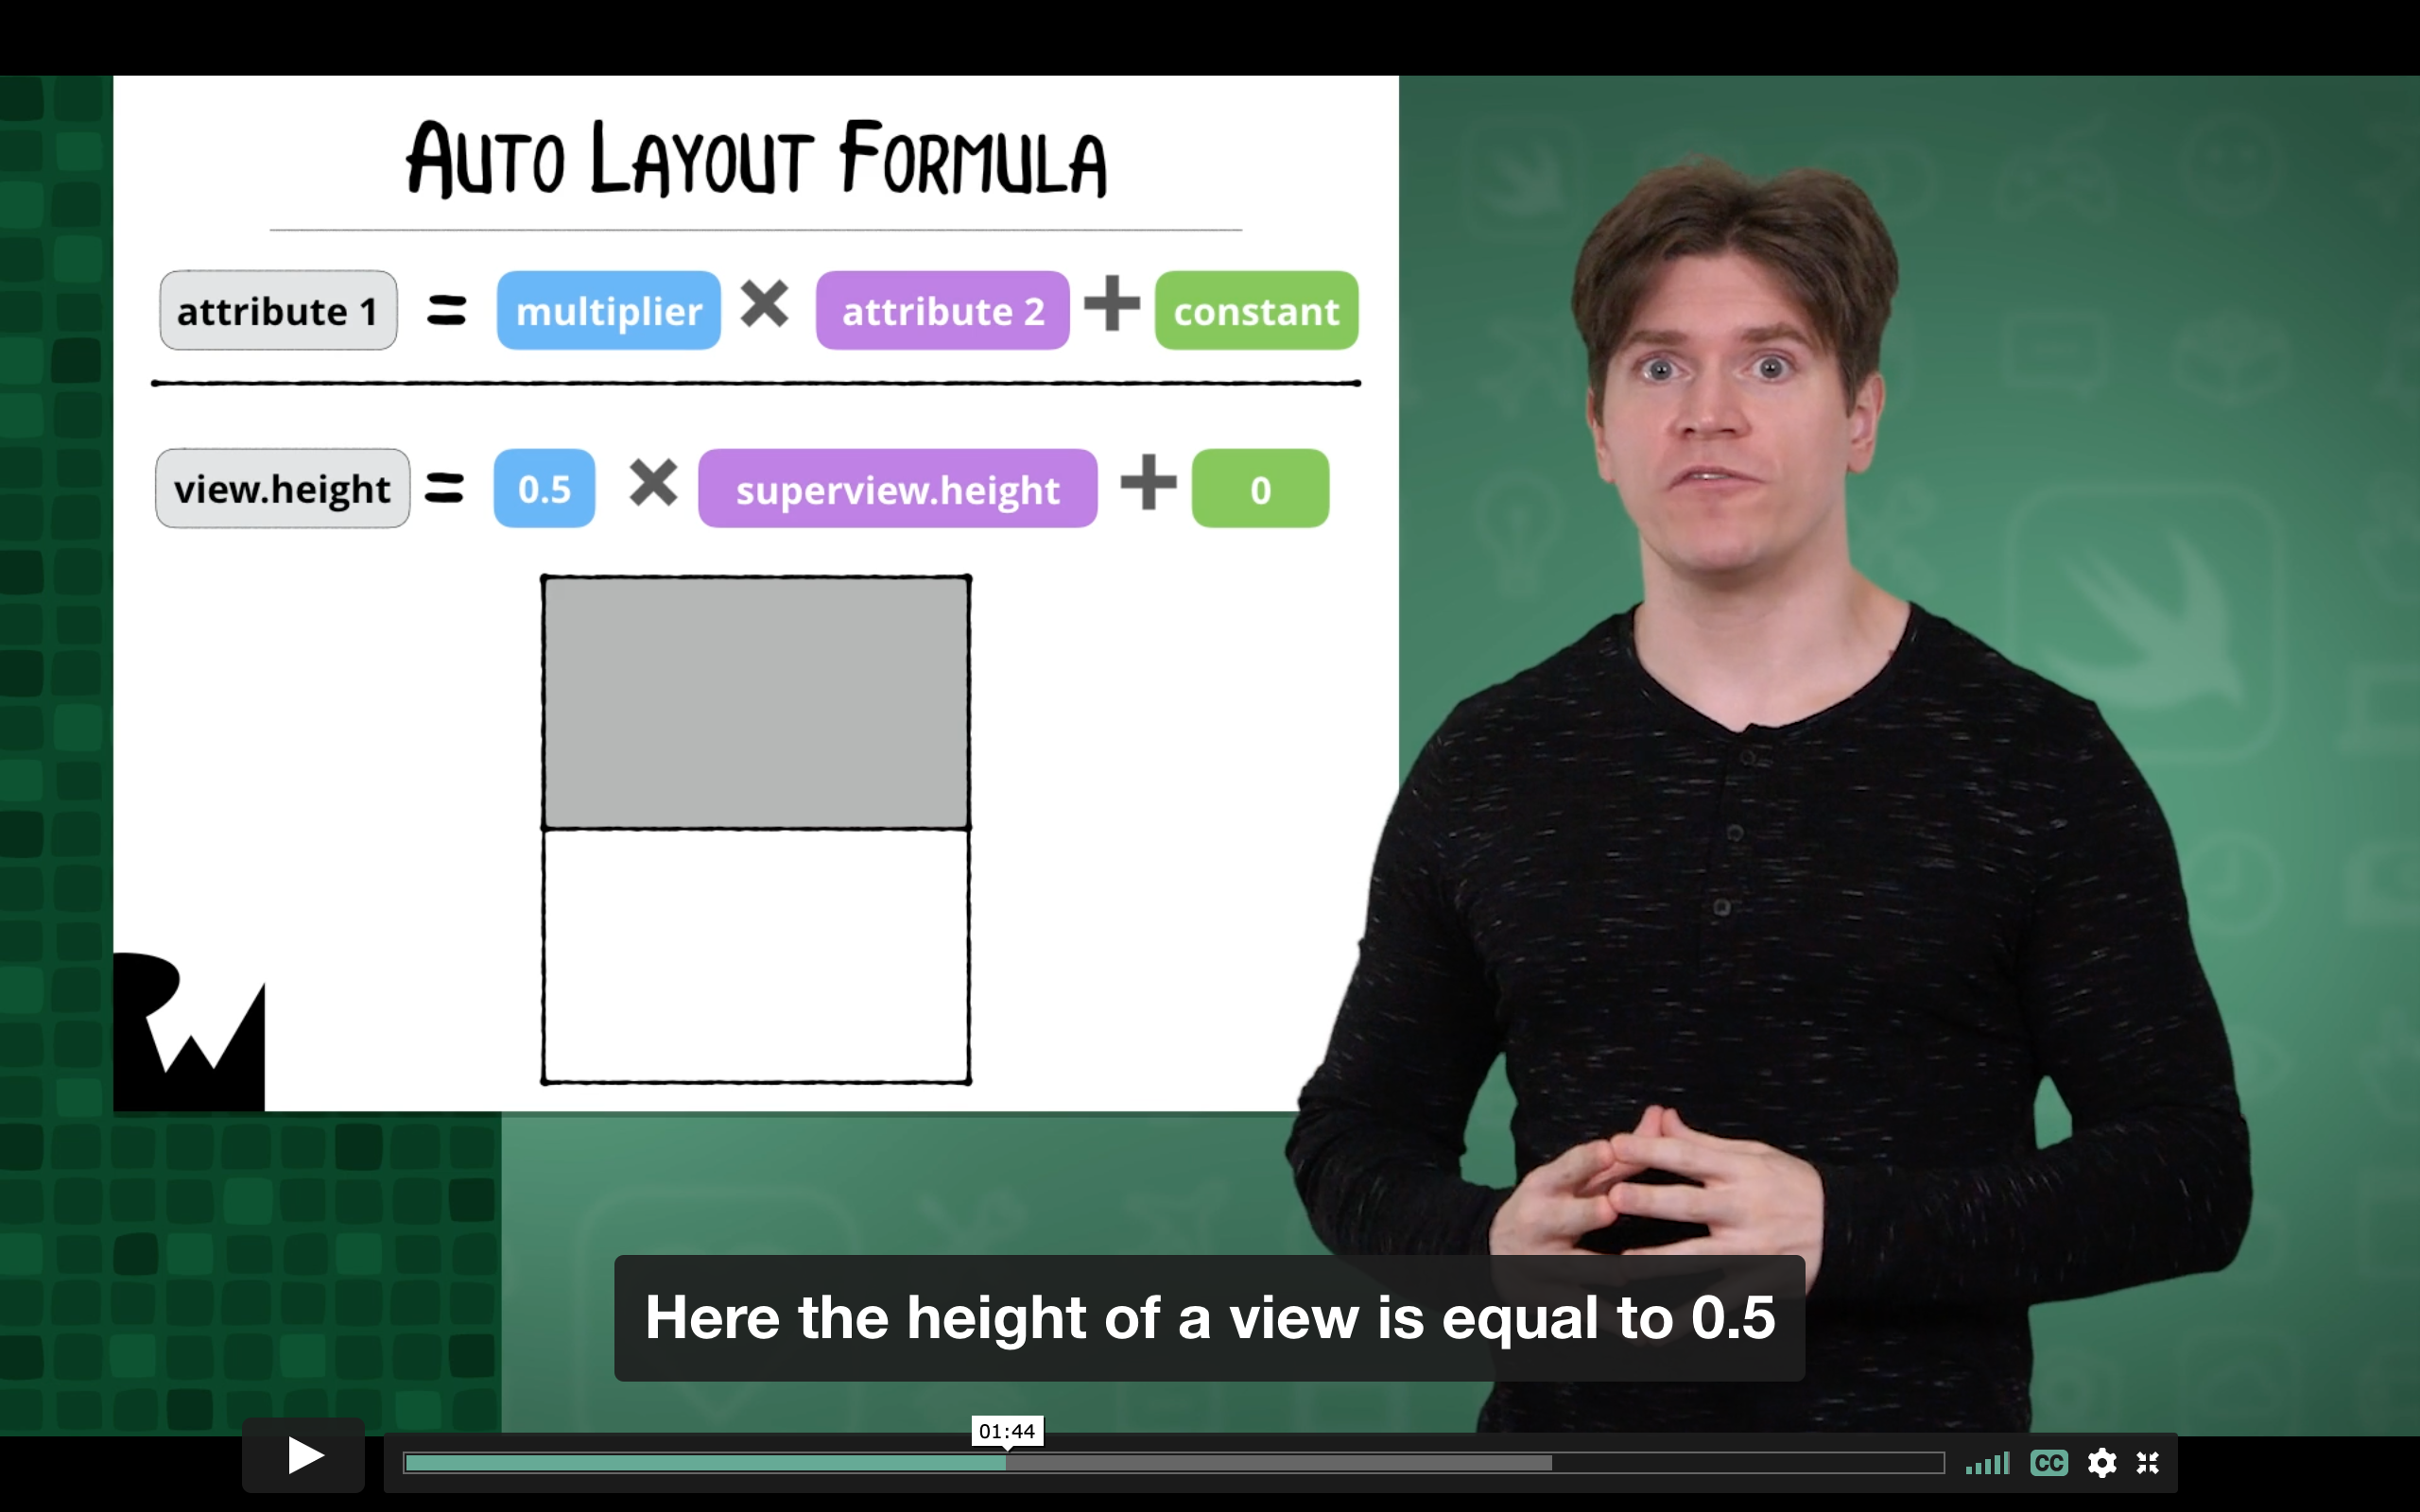 AUTO LAYOUT FORMULA
attribute 1 = multiplier × attribute 2 + constant
view.height = 0.5 × superview.height + 0
RW
Here the height of a view is equal to 0.5
01:44
CC